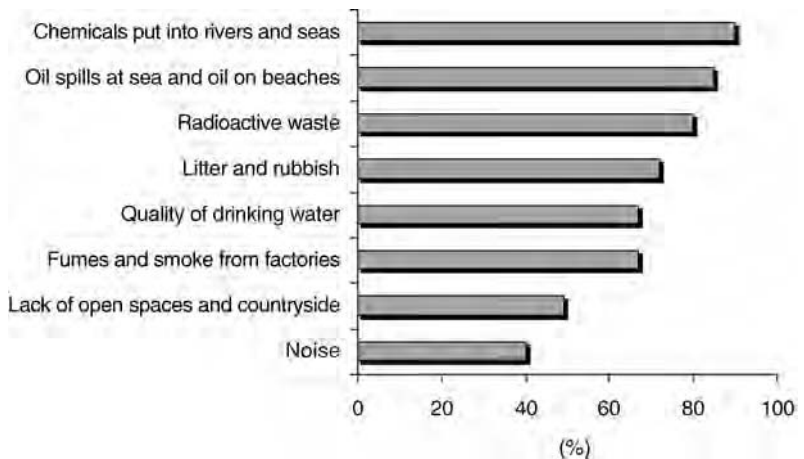 Chemicals put into rivers and seas
Oil spills at sea and oil on beaches
Radioactive waste
Litter and rubbish
Quality of drinking water
Fumes and smoke from factories
Lack of open spaces and countryside
Noise
0 20 40 60 80 100
(%)